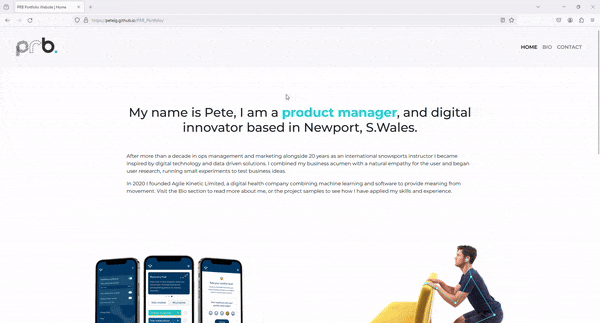 PRB Portfolio Website | Home
https://peteig.github.io/PRB_Portfolio/
prb.
HOME BIO CONTACT
My name is Pete, I am a product manager, and digital
innovator based in Newport, S.Wales.
After more than a decade in ops management and marketing alongside 20 years as an international snowsports instructor I became
inspired by digital technology and data driven solutions. I combined my business acumen with a natural empathy for the user and began
user research, running small experiments to test business ideas.
In 2020 I founded Agile Kinetic Limited, a digital health company combining machine learning and software to provide meaning from
movement. Visit the Bio section to read more about me, or the project samples to see how I have applied my skills and experience.